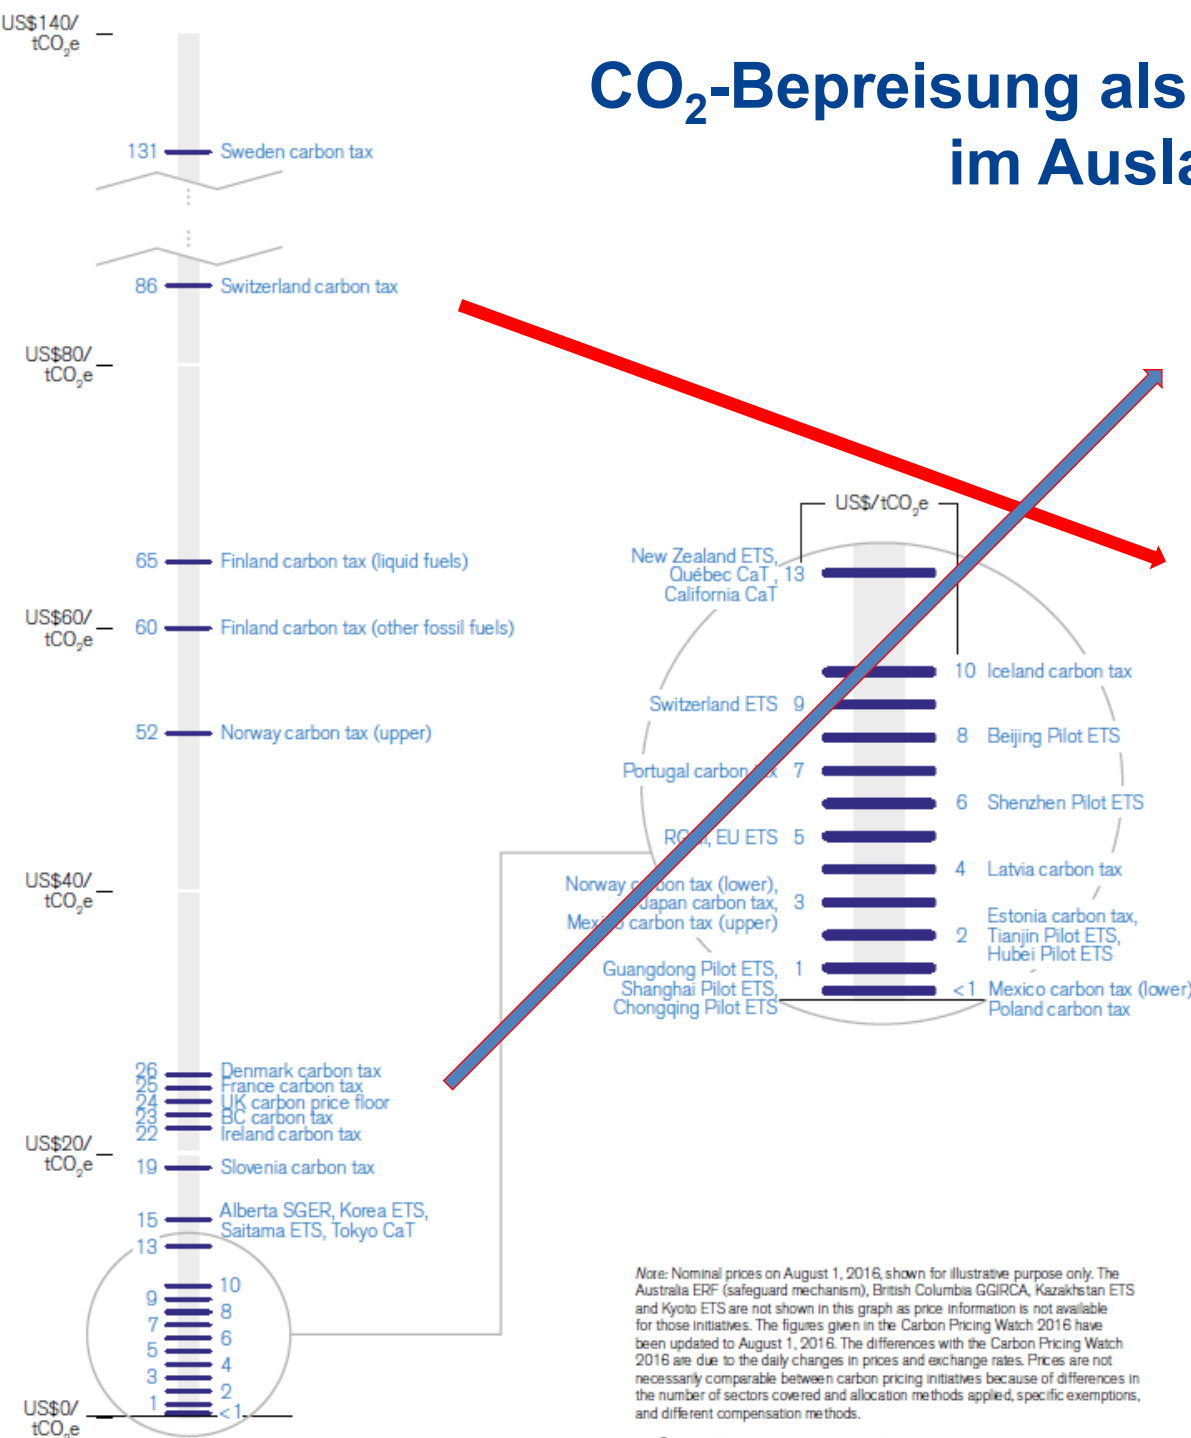 CO₂-Bepreisung als
im Ausla
US$140/
tCO₂e
131 Sweden carbon tax
86 Switzerland carbon tax
US$80/
tCO₂e
65 Finland carbon tax (liquid fuels)
US$60/
tCO₂e
60 Finland carbon tax (other fossil fuels)
52 Norway carbon tax (upper)
US$40/
tCO₂e
26 Denmark carbon tax
25 France carbon tax
24 UK carbon price floor
23 BC carbon tax
22 Ireland carbon tax
US$20/
tCO₂e
19 Slovenia carbon tax
15 Alberta SGER, Korea ETS,
Saitama ETS, Tokyo CaT
13
10
9
8
7
6
5
4
3
2
1
<1
US$0/
tCO₂e
US$/tCO₂e
New Zealand ETS,
Québec CaT, 13
California CaT
10 Iceland carbon tax
Switzerland ETS 9
8 Beijing Pilot ETS
Portugal carbon 7
6 Shenzhen Pilot ETS
EU ETS 5
4 Latvia carbon tax
Norway carbon tax (lower),
Japan carbon tax, 3
Mexico carbon tax (upper)
Estonia carbon tax,
2 Tianjin Pilot ETS,
Hubei Pilot ETS
Guangdong Pilot ETS, 1
Shanghai Pilot ETS,
Chongqing Pilot ETS
<1 Mexico carbon tax (lower)
Poland carbon tax
Note: Nominal prices on August 1, 2016, shown for illustrative purpose only. The
Australia ERF (safeguard mechanism), British Columbia GGIRCA, Kazakhstan ETS
and Kyoto ETS are not shown in this graph as price information is not available
for those initiatives. The figures given in the Carbon Pricing Watch 2016 have
been updated to August 1, 2016. The differences with the Carbon Pricing Watch
2016 are due to the daily changes in prices and exchange rates. Prices are not
necessarily comparable between carbon pricing initiatives because of differences in
the number of sectors covered and allocation methods applied, specific exemptions,
and different compensation methods.